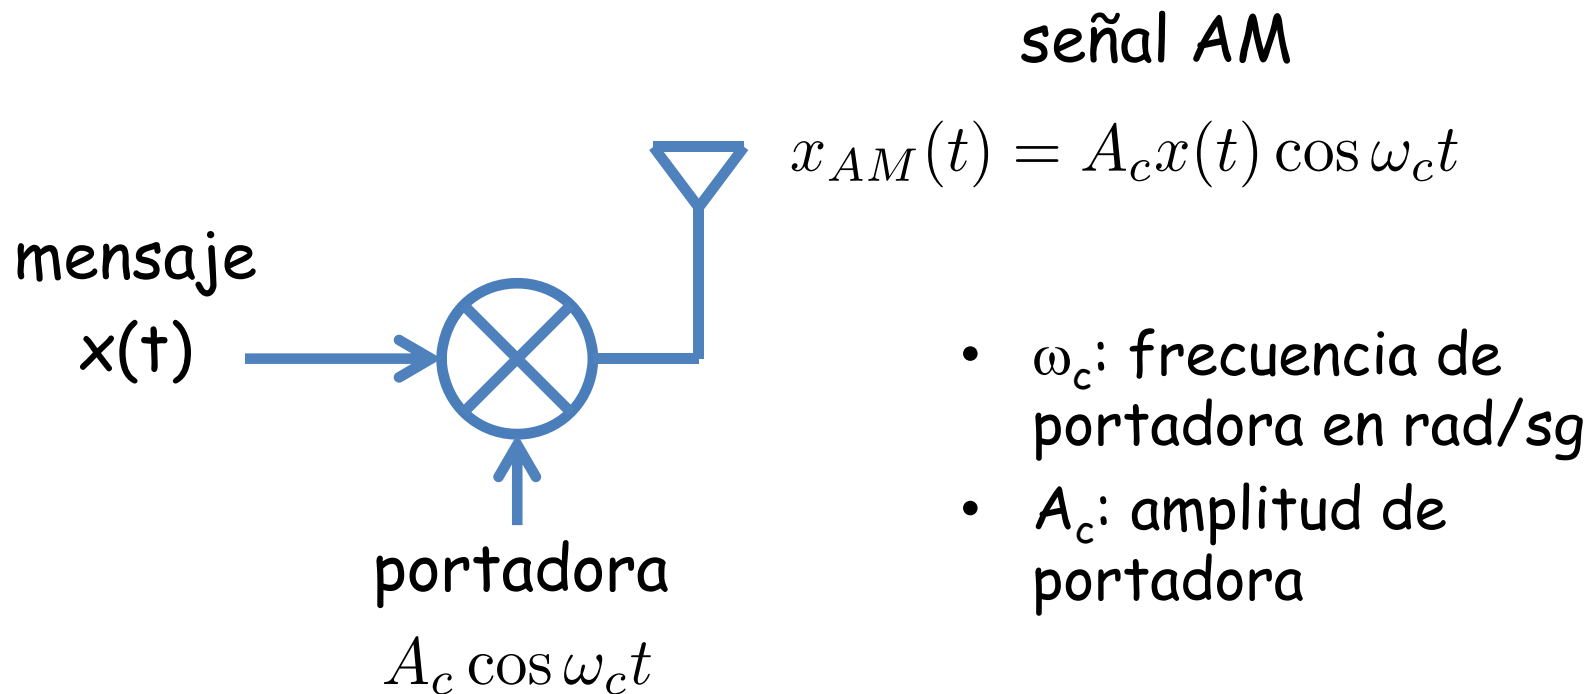 señal AM
x_{AM}(t) = A_c x(t) cos ω_c t
mensaje
x(t)
portadora
A_c cos ω_c t
• ω_c: frecuencia de
portadora en rad/sg
• A_c: amplitud de
portadora